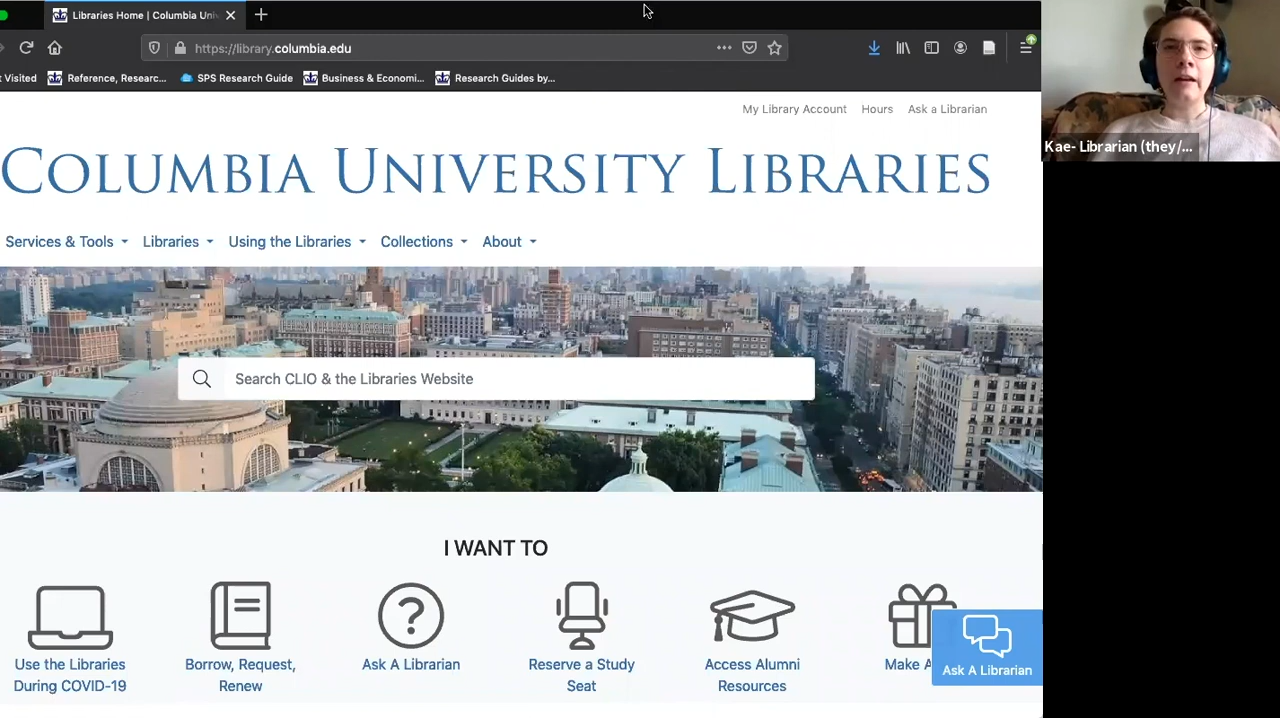 Libraries Home | Columbia Uni
https://library.columbia.edu
t Visited
Reference, Researc...
SPS Research Guide
Business & Economi...
Research Guides by...
My Library Account
Hours
Ask a Librarian
COLUMBIA UNIVERSITY LIBRARIES
Services & Tools
Libraries
Using the Libraries
Collections
About
Search CLIO & the Libraries Website
I WANT TO
Use the Libraries
During COVID-19
Borrow, Request,
Renew
Ask A Librarian
Reserve a Study
Seat
Access Alumni
Resources
Make A
Ask A Librarian
Kae- Librarian (they/...